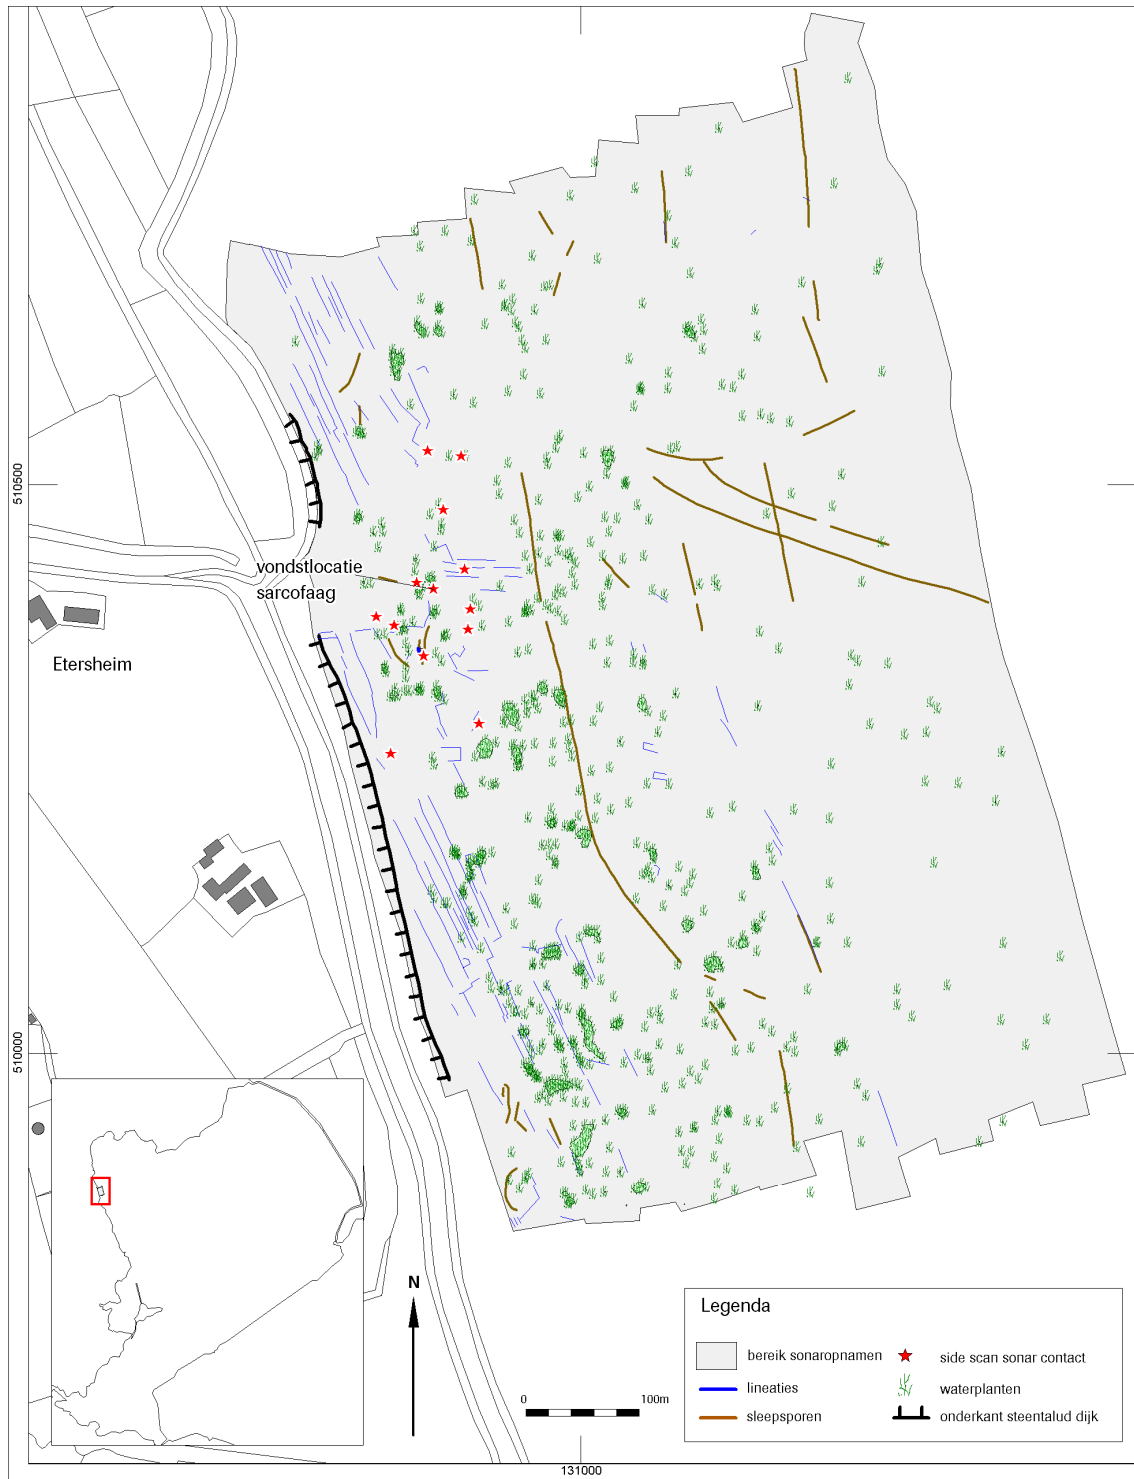 510500
vondstlocatie
sarcofaag
Etersheim
510000
N
0 100m
131000
Legenda
bereik sonaropnamen
lineaties
sleepsporen
side scan sonar contact
waterplanten
onderkant steentalud dijk